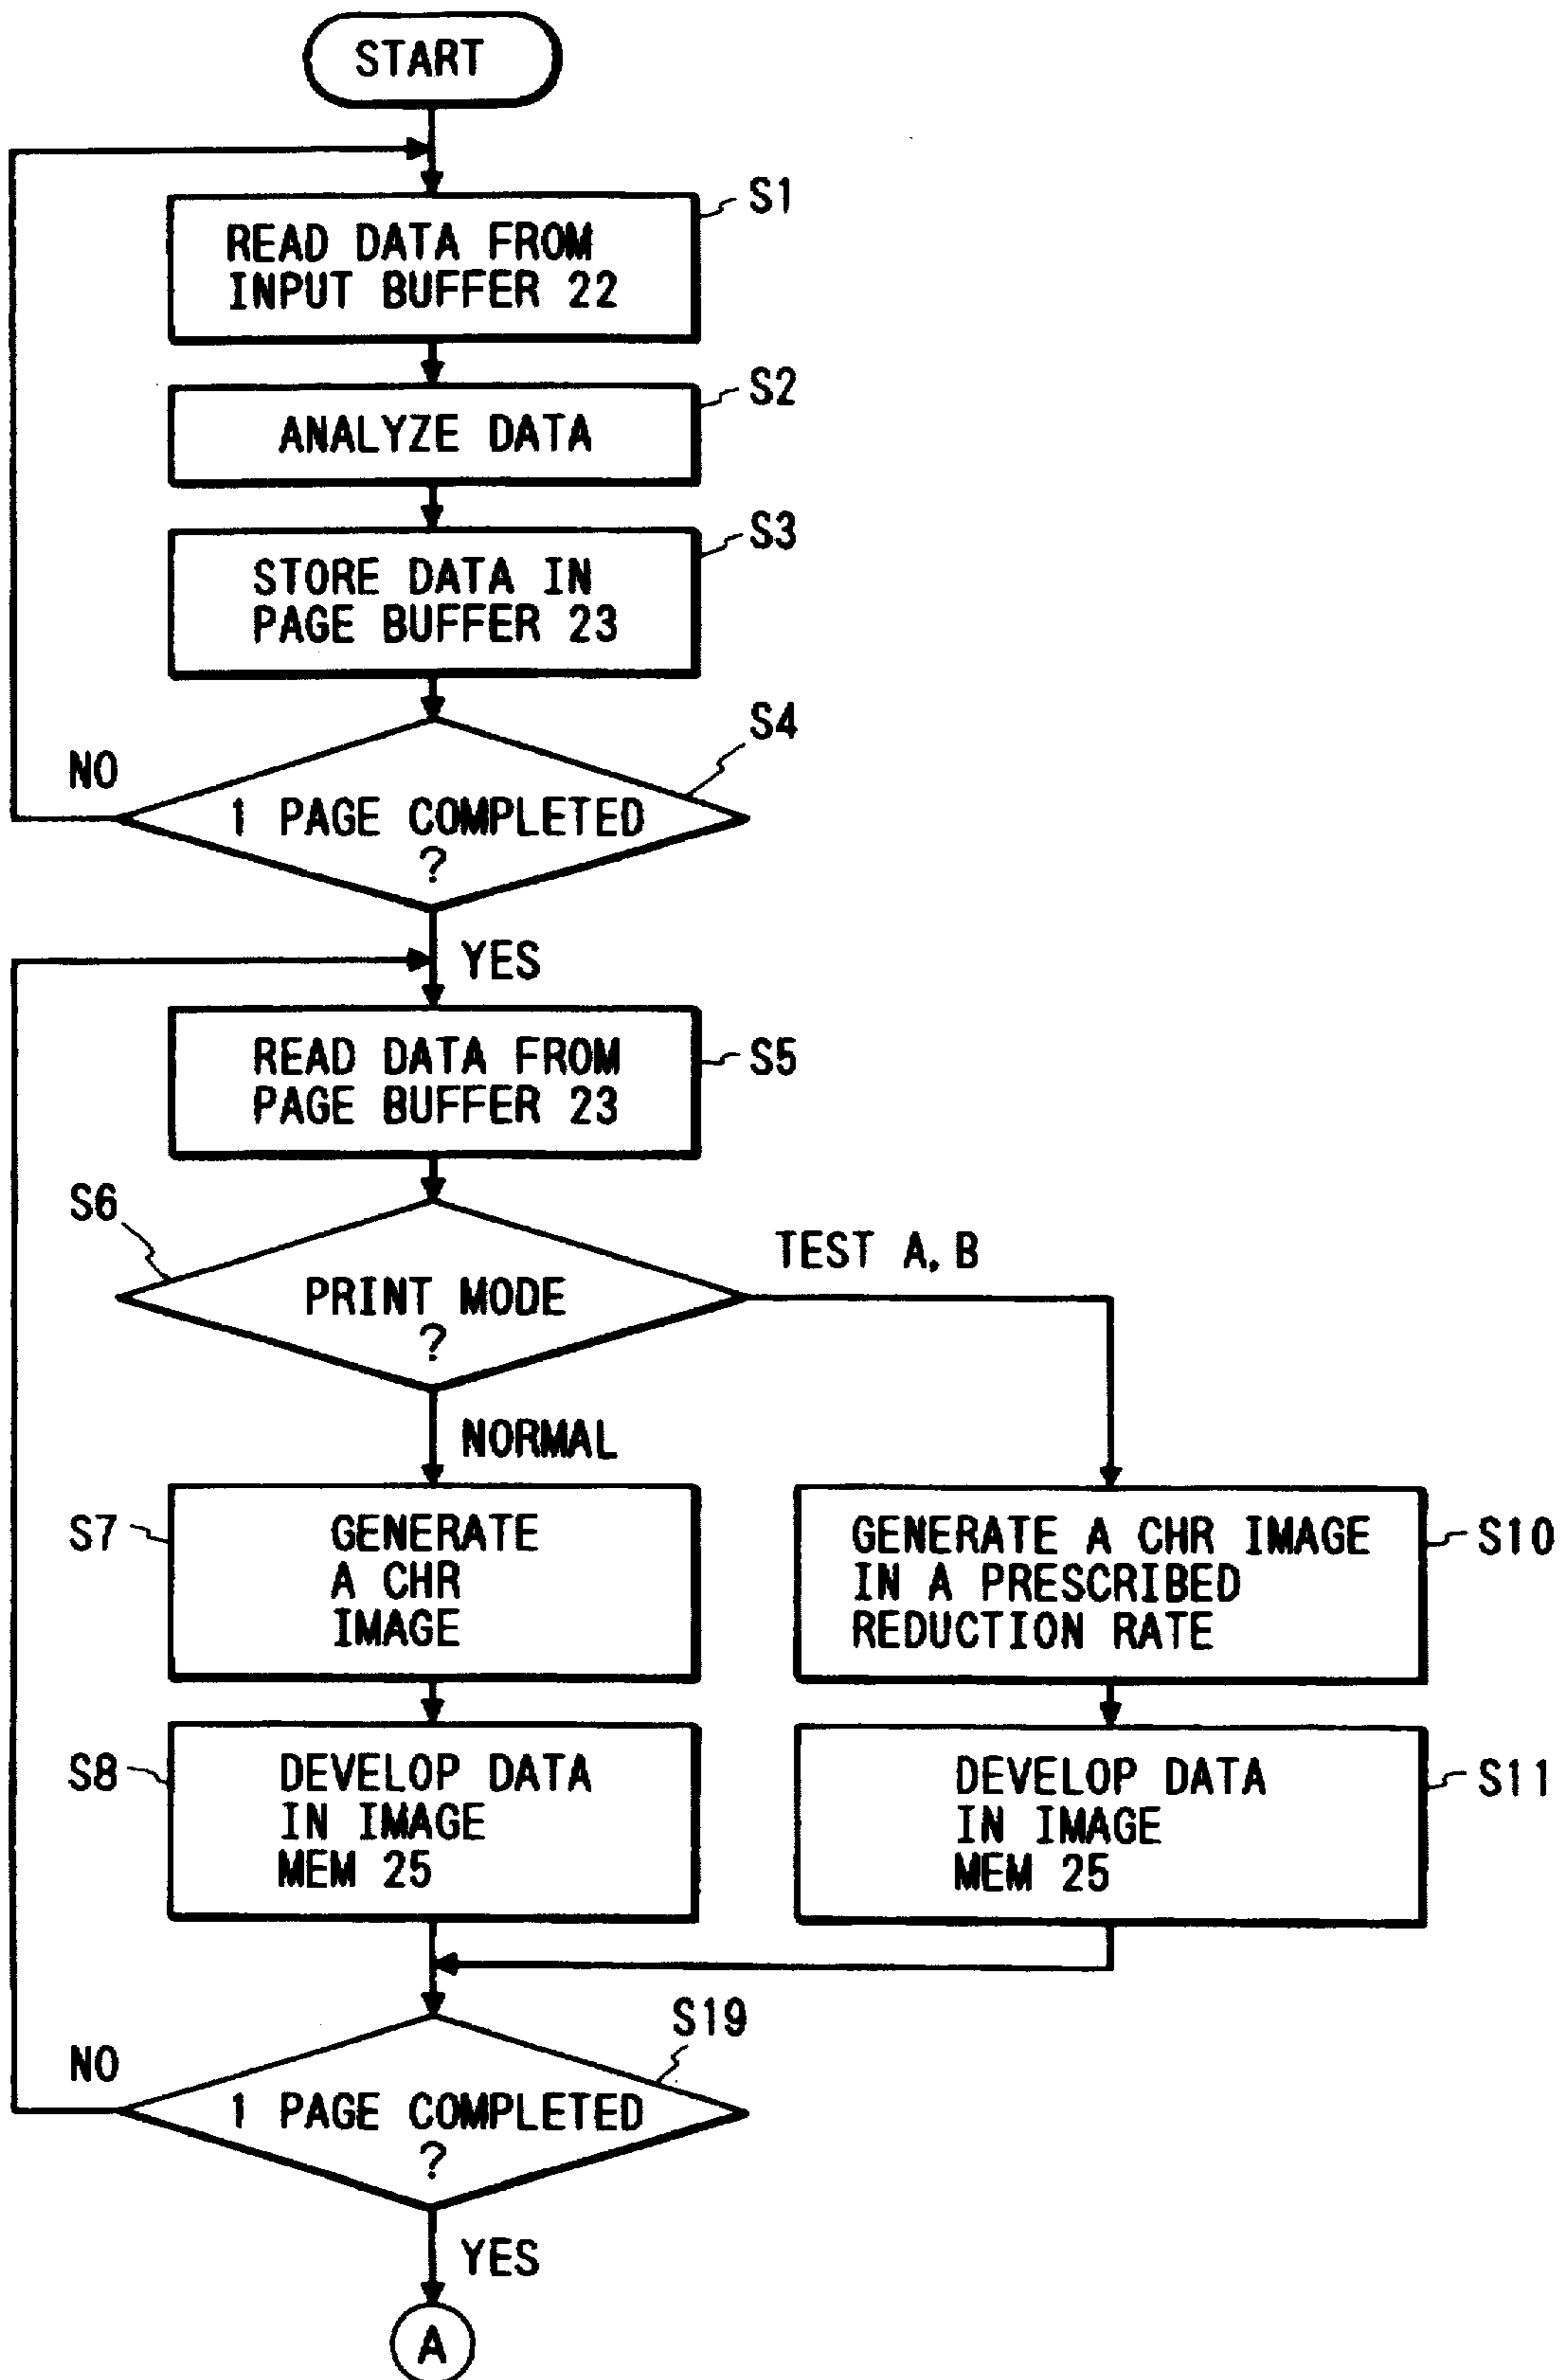 START
S1
READ DATA FROM
INPUT BUFFER 22
S2
ANALYZE DATA
S3
STORE DATA IN
PAGE BUFFER 23
S4
NO
1 PAGE COMPLETED
?
YES
READ DATA FROM
PAGE BUFFER 23
S5
S6
TEST A, B
PRINT MODE
?
NORMAL
S7
GENERATE
A CHR
IMAGE
GENERATE A CHR IMAGE
IN A PRESCRIBED
REDUCTION RATE
S10
S8
DEVELOP DATA
IN IMAGE
MEM 25
DEVELOP DATA
IN IMAGE
MEM 25
S11
S19
NO
1 PAGE COMPLETED
?
YES
A